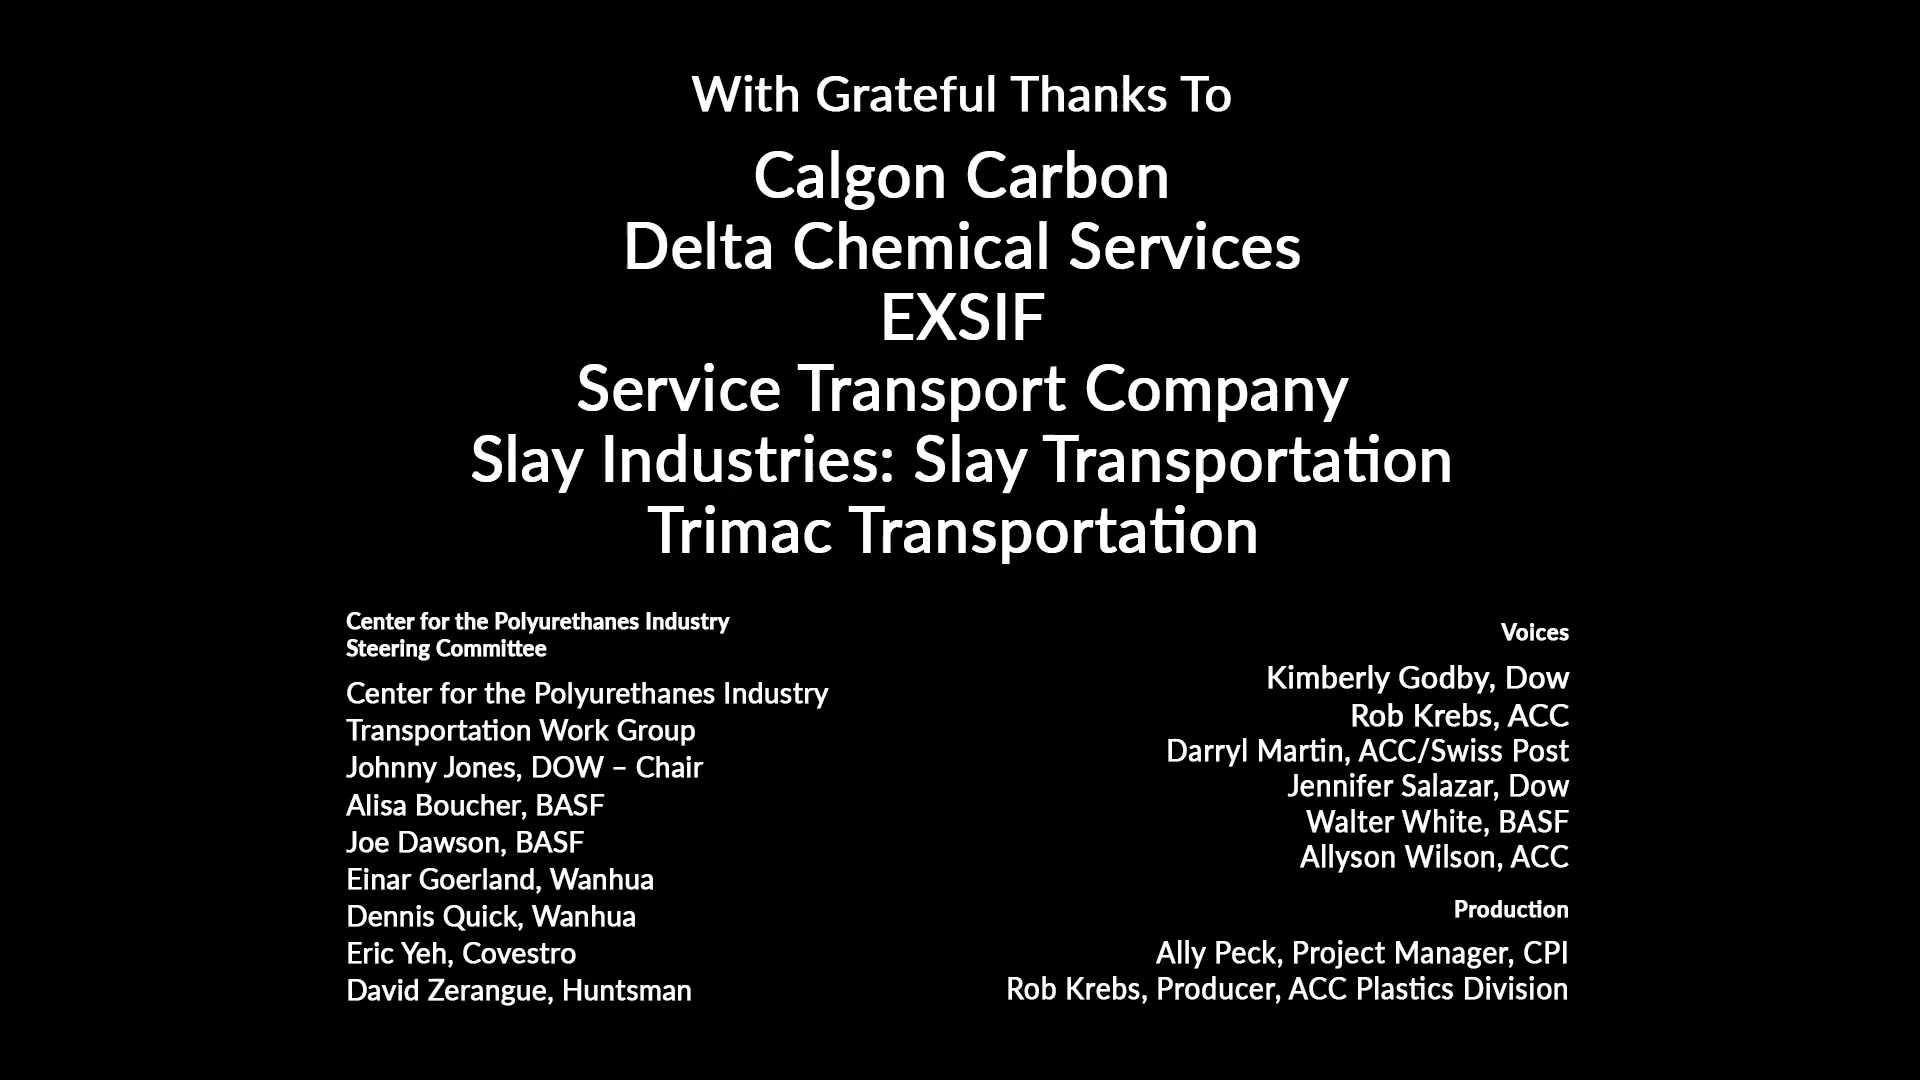 With Grateful Thanks To
Calgon Carbon
Delta Chemical Services
EXSIF
Service Transport Company
Slay Industries: Slay Transportation
Trimac Transportation
Center for the Polyurethanes Industry
Steering Committee
Center for the Polyurethanes Industry
Transportation Work Group
Johnny Jones, DOW – Chair
Alisa Boucher, BASF
Joe Dawson, BASF
Einar Goerland, Wanhua
Dennis Quick, Wanhua
Eric Yeh, Covestro
David Zerangue, Huntsman
Voices
Kimberly Godby, Dow
Rob Krebs, ACC
Darryl Martin, ACC/Swiss Post
Jennifer Salazar, Dow
Walter White, BASF
Allyson Wilson, ACC
Production
Ally Peck, Project Manager, CPI
Rob Krebs, Producer, ACC Plastics Division